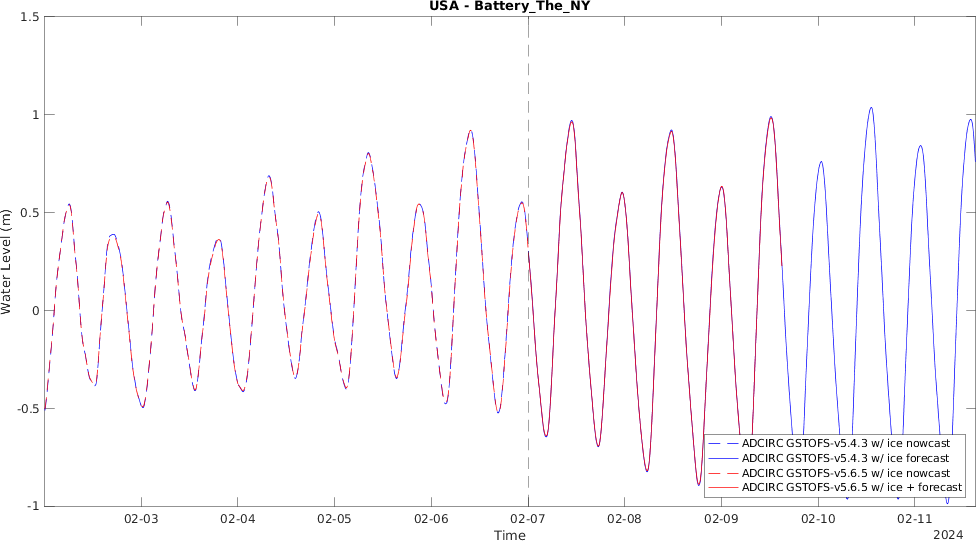 USA - Battery_The_NY
1.5
1
0.5
0
-0.5
-1
Water Level (m)
ADCIRC GSTOFS-v5.4.3 w/ ice nowcast
ADCIRC GSTOFS-v5.4.3 w/ ice forecast
ADCIRC GSTOFS-v5.6.5 w/ ice nowcast
ADCIRC GSTOFS-v5.6.5 w/ ice + forecast
02-03 02-04 02-05 02-06 02-07 02-08 02-09 02-10 02-11
Time
2024